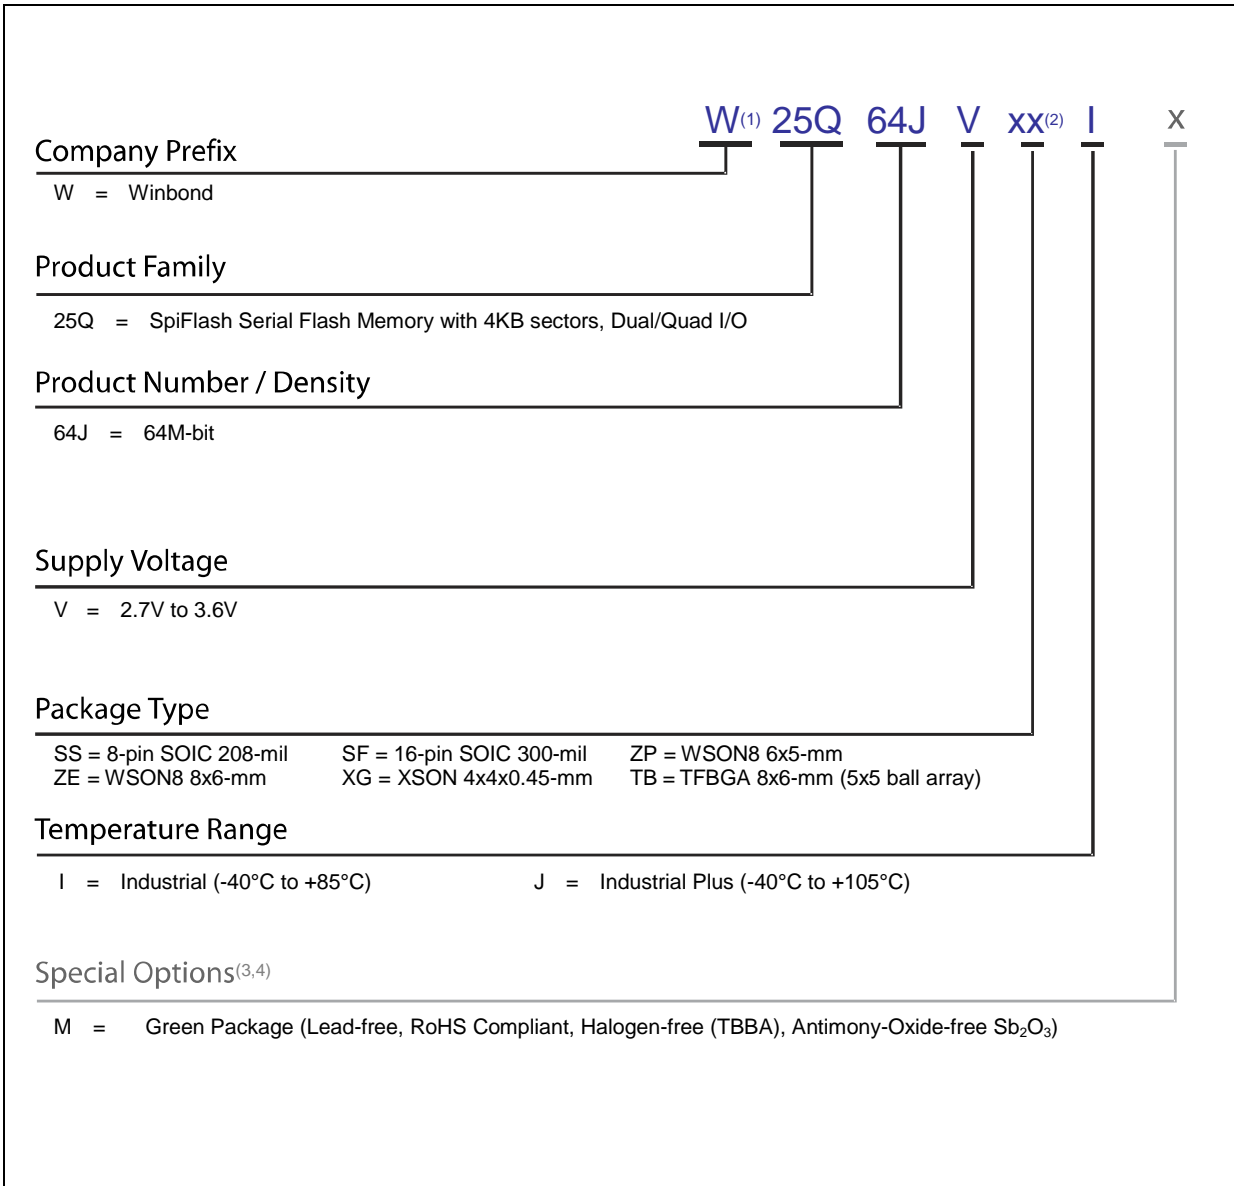 W(1) 25Q 64J V xx(2) I x
Company Prefix
W = Winbond
Product Family
25Q = SpiFlash Serial Flash Memory with 4KB sectors, Dual/Quad I/O
Product Number / Density
64J = 64M-bit
Supply Voltage
V = 2.7V to 3.6V
Package Type
SS = 8-pin SOIC 208-mil SF = 16-pin SOIC 300-mil ZP = WSON8 6x5-mm
ZE = WSON8 8x6-mm XG = XSON 4x4x0.45-mm TB = TFBGA 8x6-mm (5x5 ball array)
Temperature Range
I = Industrial (-40°C to +85°C) J = Industrial Plus (-40°C to +105°C)
Special Options(3,4)
M = Green Package (Lead-free, RoHS Compliant, Halogen-free (TBBA), Antimony-Oxide-free Sb₂O₃)